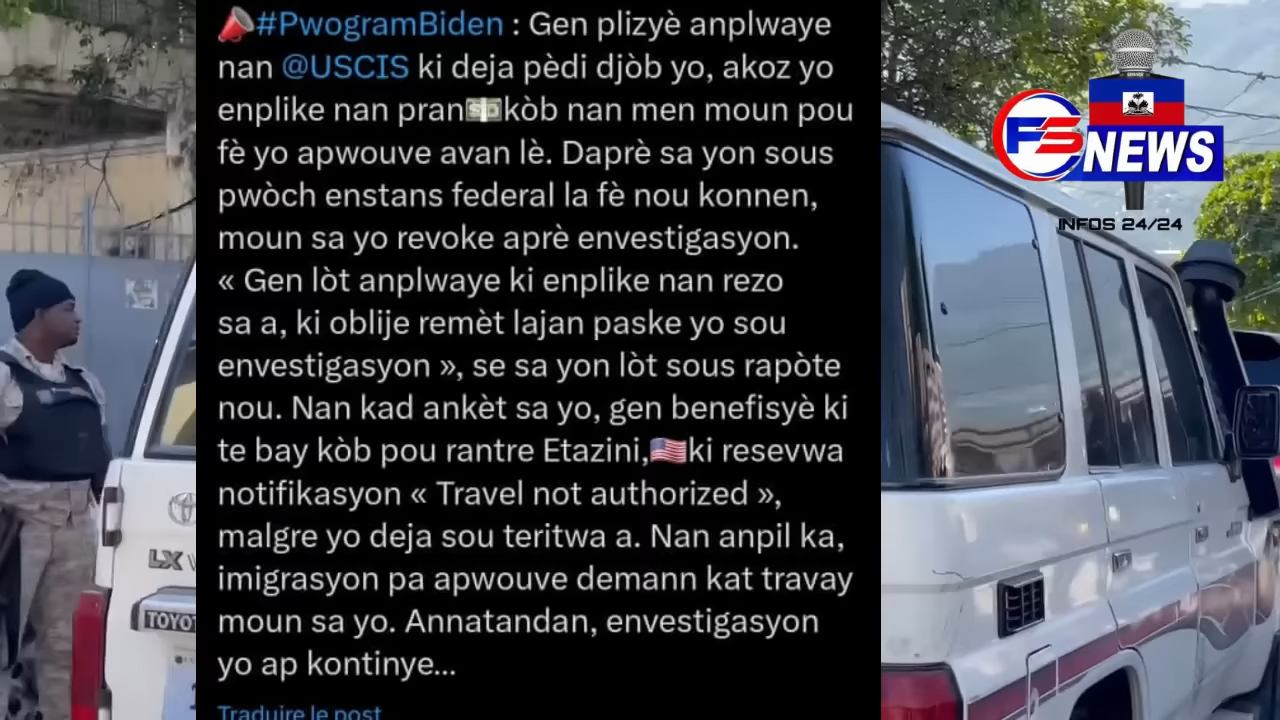 📣#PwogramBiden : Gen plizyè anplwaye
nan @USCIS ki deja pèdi djòb yo, akoz yo
enplike nan pran💵kòb nan men moun pou
fè yo apwouve avan lè. Daprè sa yon sous
pwòch enstans federal la fè nou konnen,
moun sa yo revoke aprè envestigasyon.
« Gen lòt anplwaye ki enplike nan rezo
sa a, ki oblije remèt lajan paske yo sou
envestigasyon », se sa yon lòt sous rapòte
nou. Nan kad ankèt sa yo, gen benefisyè ki
te bay kòb pou rantre Etazini,🇺🇸ki resevwa
notifikasyon « Travel not authorized »,
malgre yo deja sou teritwa a. Nan anpil ka,
imigrasyon pa apwouve demann kat travay
moun sa yo. Annatandan, envestigasyon
yo ap kontinye...
Traduire le post
FS NEWS
INFOS 24/24
LX V
TOYO